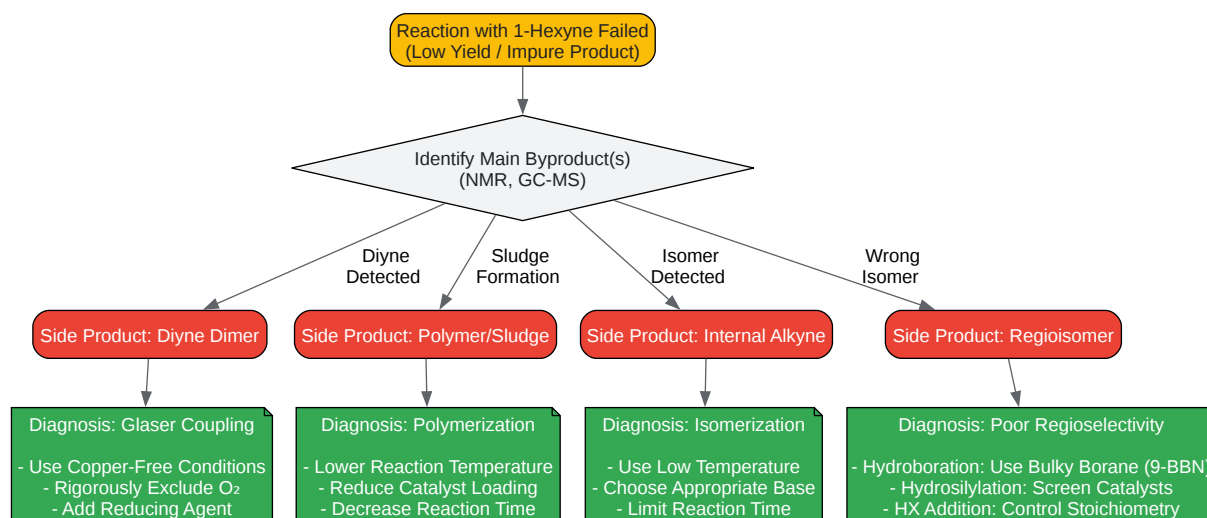 Reaction with 1-Hexyne Failed
(Low Yield / Impure Product)
Identify Main Byproduct(s)
(NMR, GC-MS)
Diyne
Detected
Sludge
Formation
Isomer
Detected
Wrong
Isomer
Side Product: Diyne Dimer
Side Product: Polymer/Sludge
Side Product: Internal Alkyne
Side Product: Regioisomer
Diagnosis: Glaser Coupling
- Use Copper-Free Conditions
- Rigorously Exclude O₂
- Add Reducing Agent
Diagnosis: Polymerization
- Lower Reaction Temperature
- Reduce Catalyst Loading
- Decrease Reaction Time
Diagnosis: Isomerization
- Use Low Temperature
- Choose Appropriate Base
- Limit Reaction Time
Diagnosis: Poor Regioselectivity
- Hydroboration: Use Bulky Borane (9-BBN)
- Hydrosilylation: Screen Catalysts
- HX Addition: Control Stoichiometry